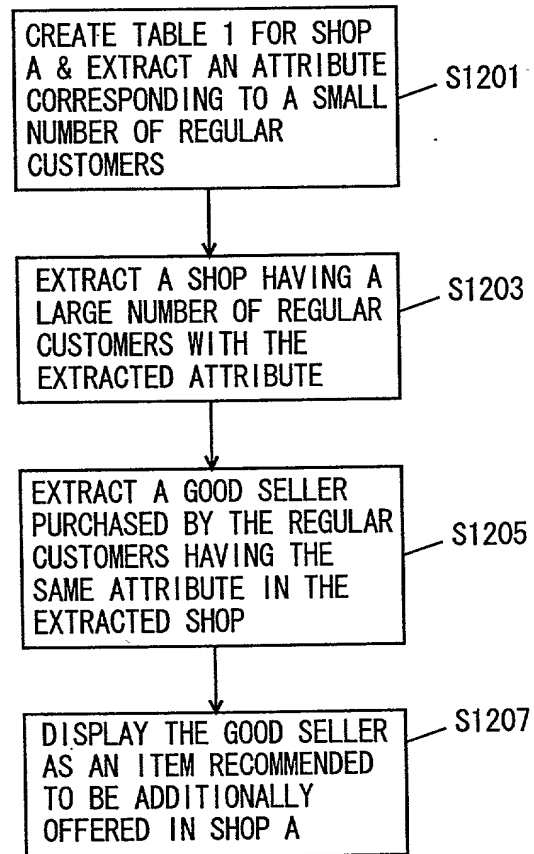 CREATE TABLE 1 FOR SHOP
A & EXTRACT AN ATTRIBUTE
CORRESPONDING TO A SMALL
NUMBER OF REGULAR
CUSTOMERS
S1201
EXTRACT A SHOP HAVING A
LARGE NUMBER OF REGULAR
CUSTOMERS WITH THE
EXTRACTED ATTRIBUTE
S1203
EXTRACT A GOOD SELLER
PURCHASED BY THE REGULAR
CUSTOMERS HAVING THE
SAME ATTRIBUTE IN THE
EXTRACTED SHOP
S1205
DISPLAY THE GOOD SELLER
AS AN ITEM RECOMMENDED
TO BE ADDITIONALLY
OFFERED IN SHOP A
S1207